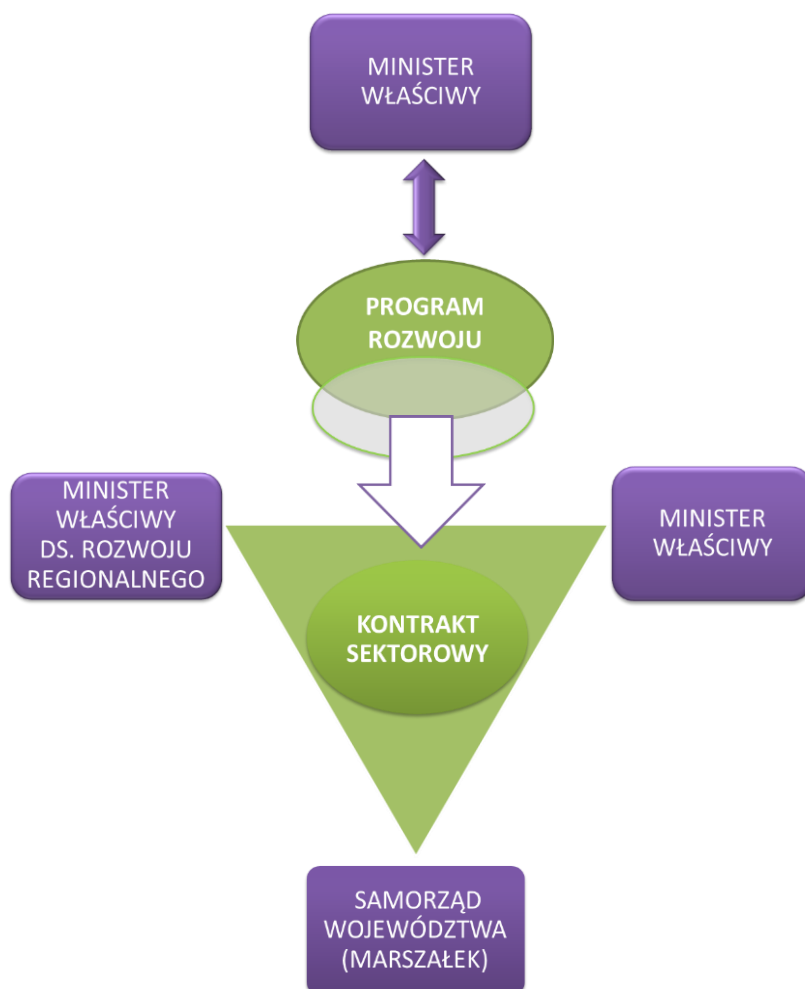 MINISTER
WŁAŚCIWY
PROGRAM
ROZWOJU
MINISTER
WŁAŚCIWY
DS. ROZWOJU
REGIONALNEGO
MINISTER
WŁAŚCIWY
KONTRAKT
SEKTOROWY
SAMORZĄD
WOJEWÓDZTWA
(MARSZAŁEK)